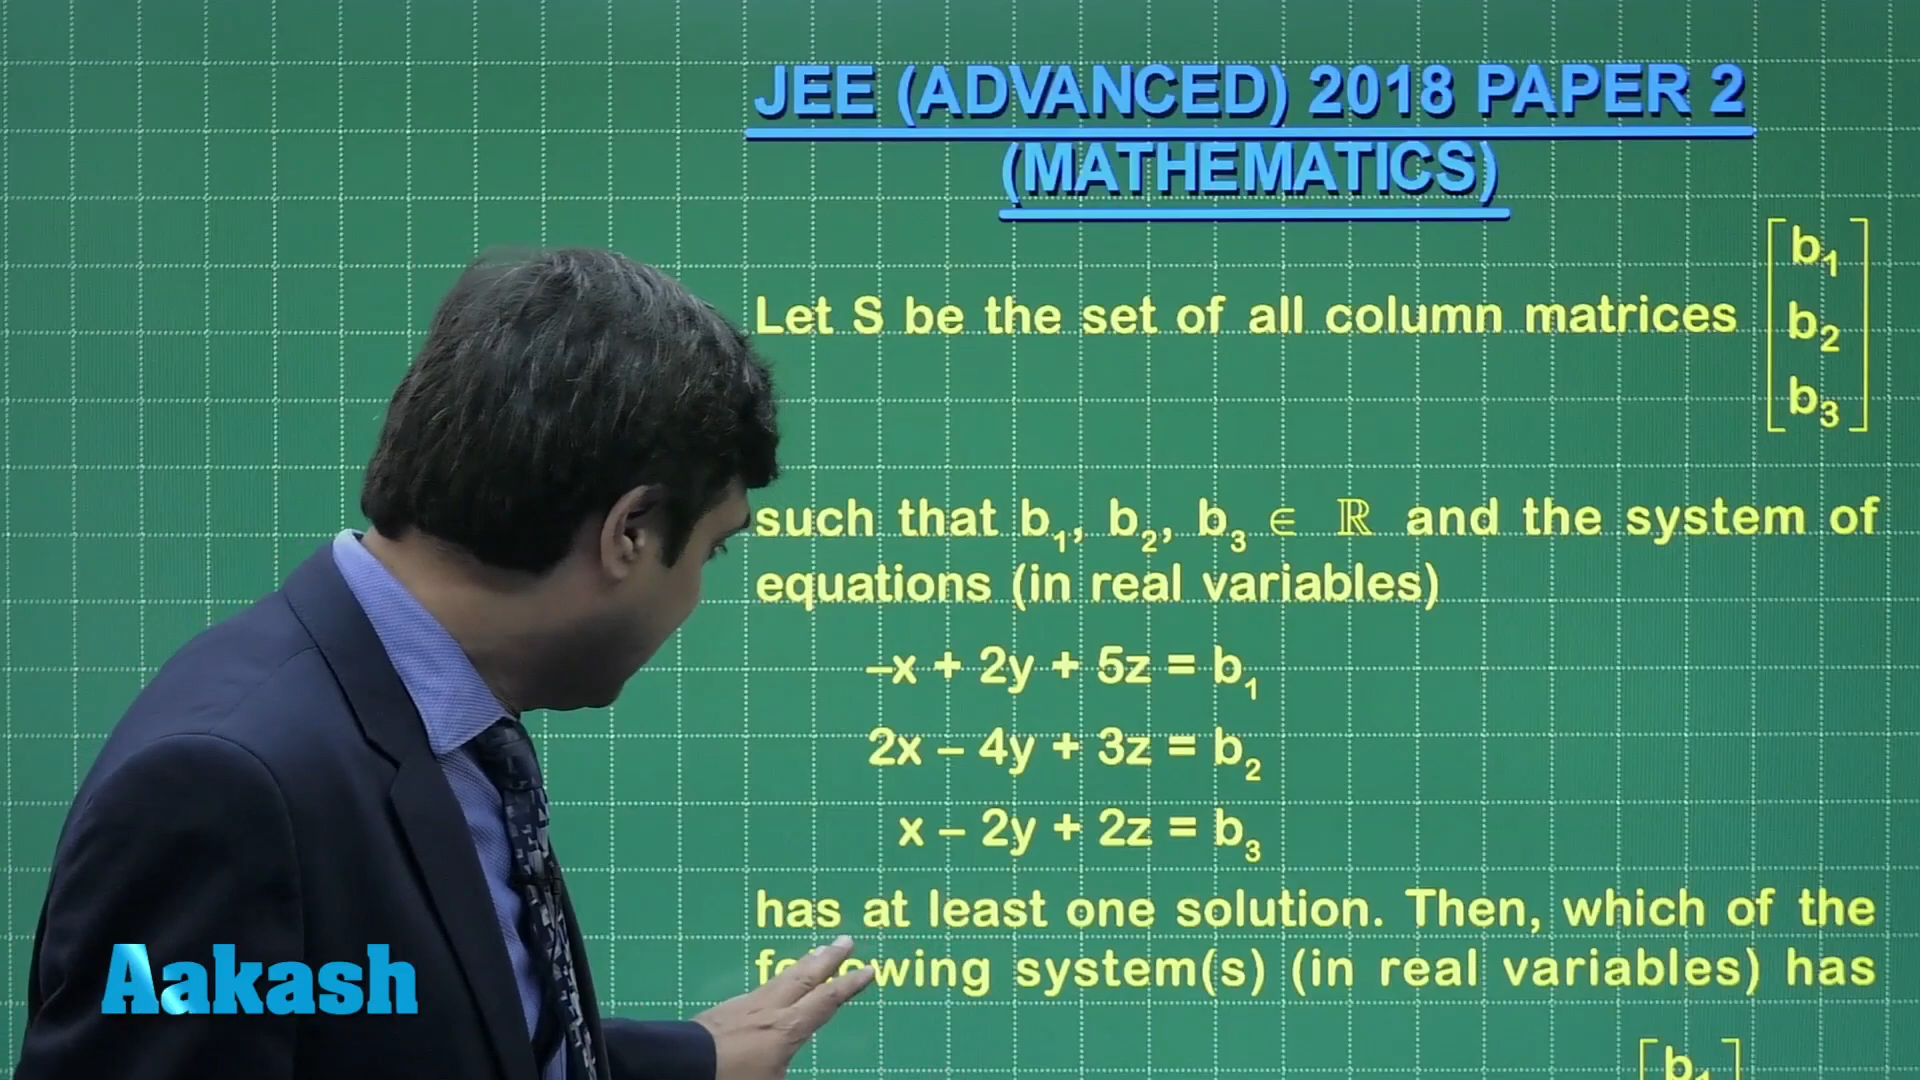 JEE (ADVANCED) 2018 PAPER 2
(MATHEMATICS)
Let S be the set of all column matrices [b₁ b₂ b₃]
such that b₁, b₂, b₃ ∈ ℝ and the system of
equations (in real variables)
–x + 2y + 5z = b₁
2x – 4y + 3z = b₂
x – 2y + 2z = b₃
has at least one solution. Then, which of the
system(s) (in real variables) has
[b₁]
Aakash